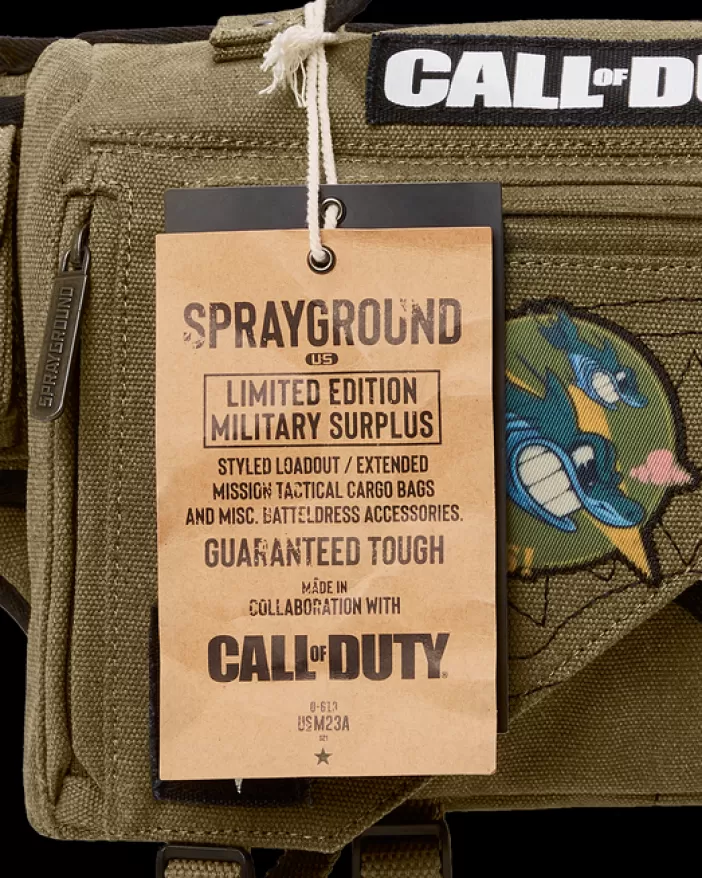 CALL OF DU
SPRAYGROUND
SPRAYGROUND
US
LIMITED EDITION
MILITARY SURPLUS
STYLED LOADOUT / EXTENDED
MISSION TACTICAL CARGO BAGS
AND MISC. BATTELDRESS ACCESSORIES.
GUARANTEED TOUGH
MADE IN
COLLABORATION WITH
CALL OF DUTY
USM23A